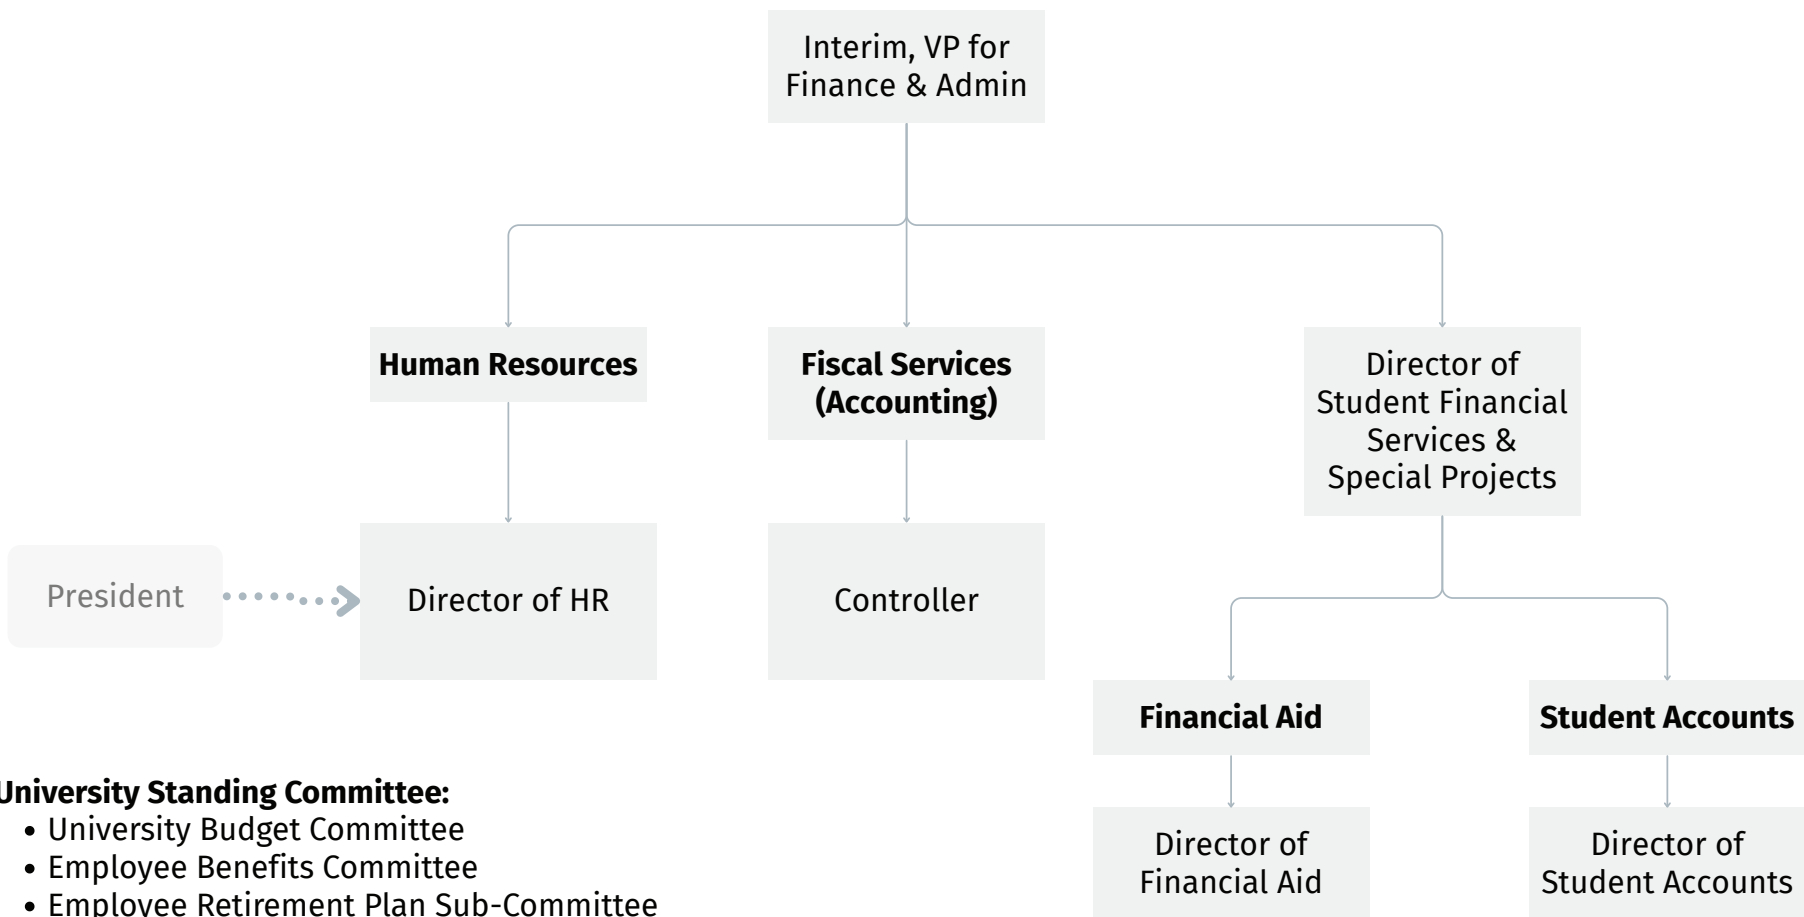 Interim, VP for
Finance & Admin
Human Resources
Fiscal Services
(Accounting)
Director of
Student Financial
Services &
Special Projects
President
Director of HR
Controller
Financial Aid
Student Accounts
Director of
Financial Aid
Director of
Student Accounts
University Standing Committee:
• University Budget Committee
• Employee Benefits Committee
• Employee Retirement Plan Sub-Committee